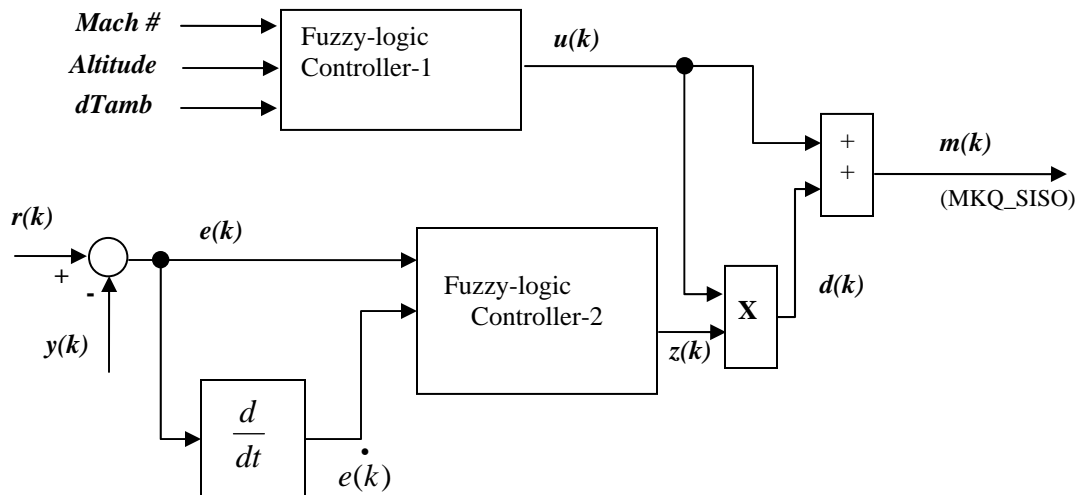 Mach #
Altitude
dTamb
Fuzzy-logic
Controller-1
u(k)
+
+
m(k)
(MKQ_SISO)
r(k)
+
-
y(k)
e(k)
Fuzzy-logic
Controller-2
z(k)
X
d(k)
d
dt
ė(k)